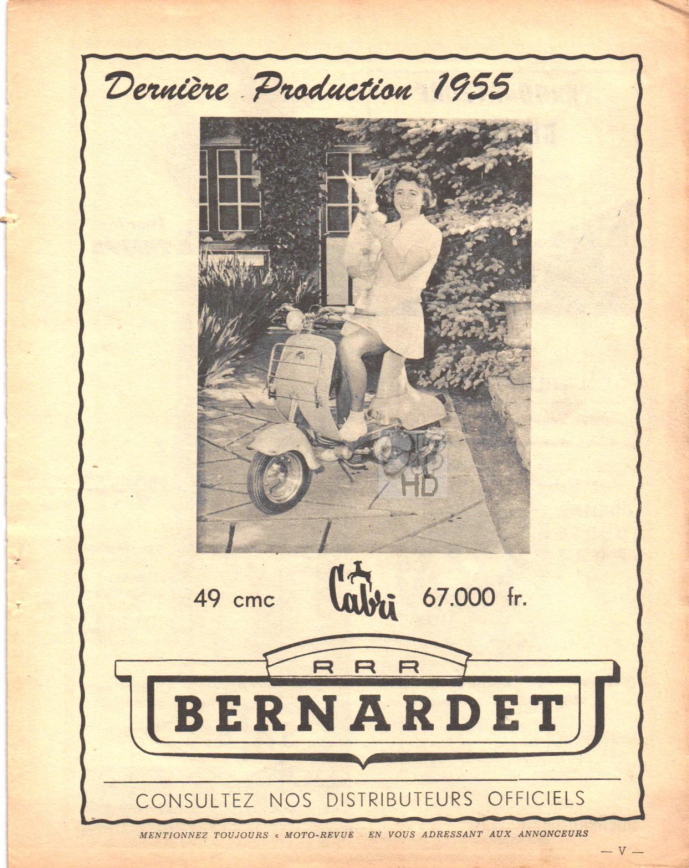 Dernière Production 1955
HD
49 cmc Cabri 67.000 fr.
RRR
BERNARDET
CONSULTEZ NOS DISTRIBUTEURS OFFICIELS
MENTIONNEZ TOUJOURS « MOTO-REVUE EN VOUS ADRESSANT AUX ANNONCEURS
— V —